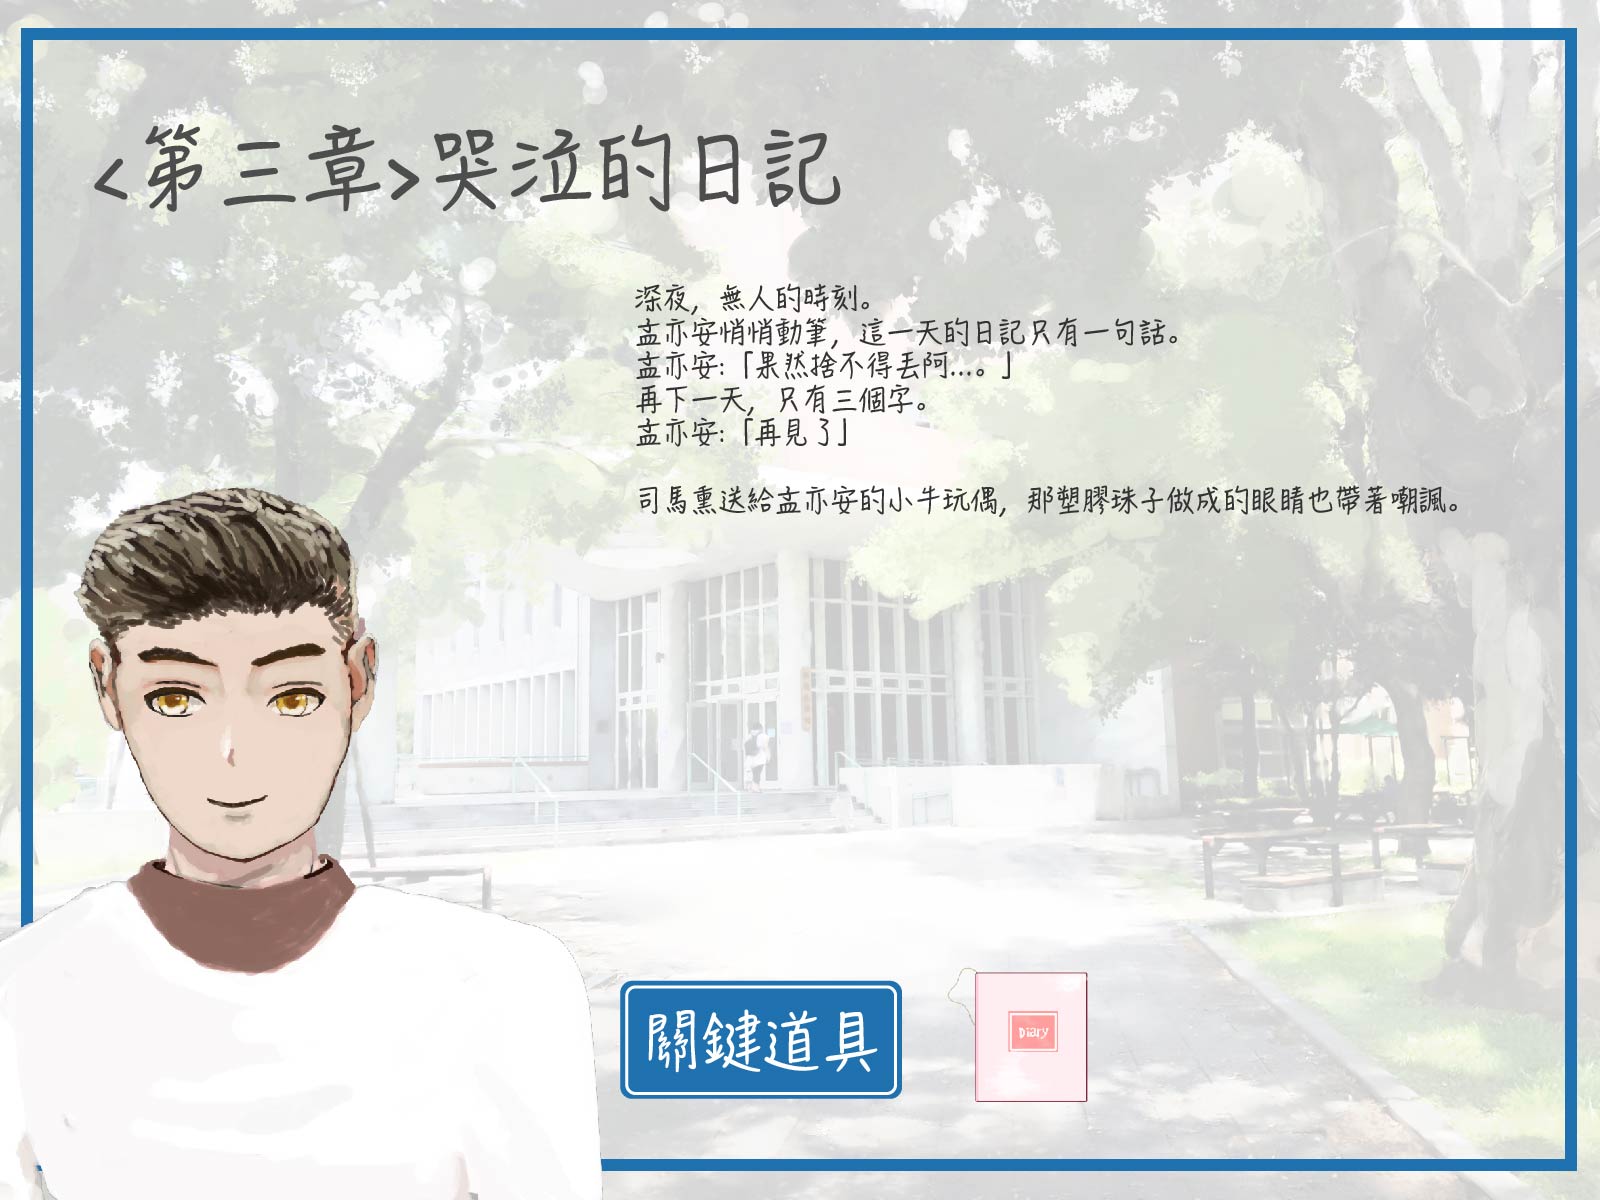 <第三章>哭泣的日記
深夜，無人的時刻。
孟亦安悄悄動筆，這一天的日記只有一句話。
孟亦安:「果然捨不得丟阿...。」
再下一天，只有三個字。
孟亦安:「再見了」
司馬熏送給孟亦安的小牛玩偶，那塑膠珠子做成的眼睛也帶著嘲諷。
關鍵道具
Diary